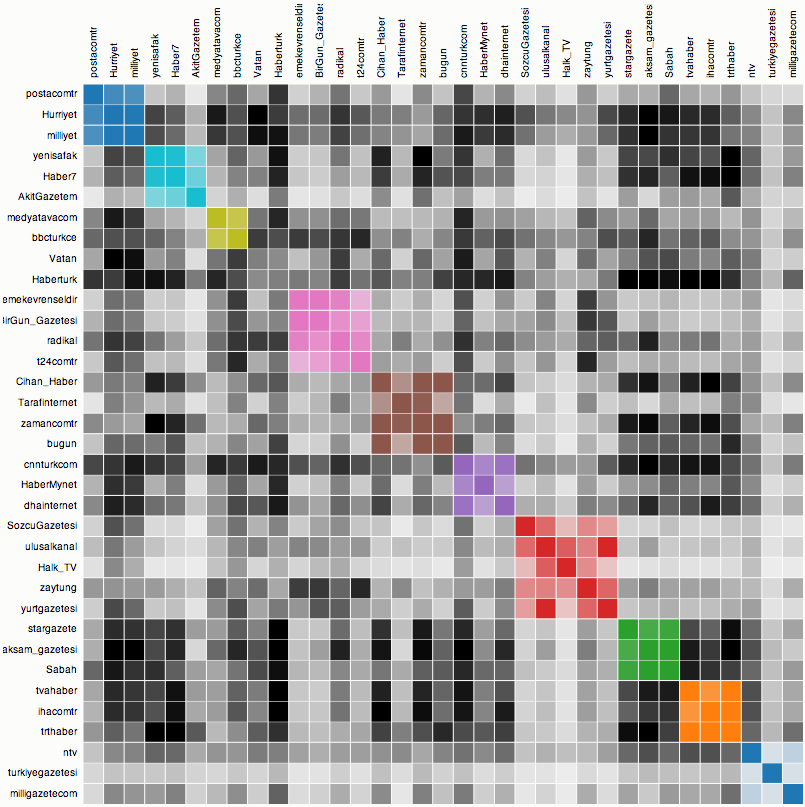 postacomtr
Hurriyet
milliyet
yenisafak
Haber7
AkitGazetem
medyatavacom
bbcturkce
Vatan
Haberturk
emekevrenseldir
BirGun_Gazetes
radikal
t24comtr
Cihan_Haber
Tarafinternet
zamancomtr
bugun
cnnturkcom
HaberMynet
dhainternet
SozcuGazetesi
ulusalkanal
Halk_TV
zaytung
yurtgazetesi
stargazete
aksam_gazetes
Sabah
tvahaber
ihacomtr
trthaber
ntv
turkiyegazetesi
milligazetecom
postacomtr
Hurriyet
milliyet
yenisafak
Haber7
AkitGazetem
medyatavacom
bbcturkce
Vatan
Haberturk
emekevrenseldir
BirGun_Gazetesi
radikal
t24comtr
Cihan_Haber
Tarafinternet
zamancomtr
bugun
cnnturkcom
HaberMynet
dhainternet
SozcuGazetesi
ulusalkanal
Halk_TV
zaytung
yurtgazetesi
stargazete
aksam_gazetesi
Sabah
tvahaber
ihacomtr
trthaber
ntv
turkiyegazetesi
milligazetecom